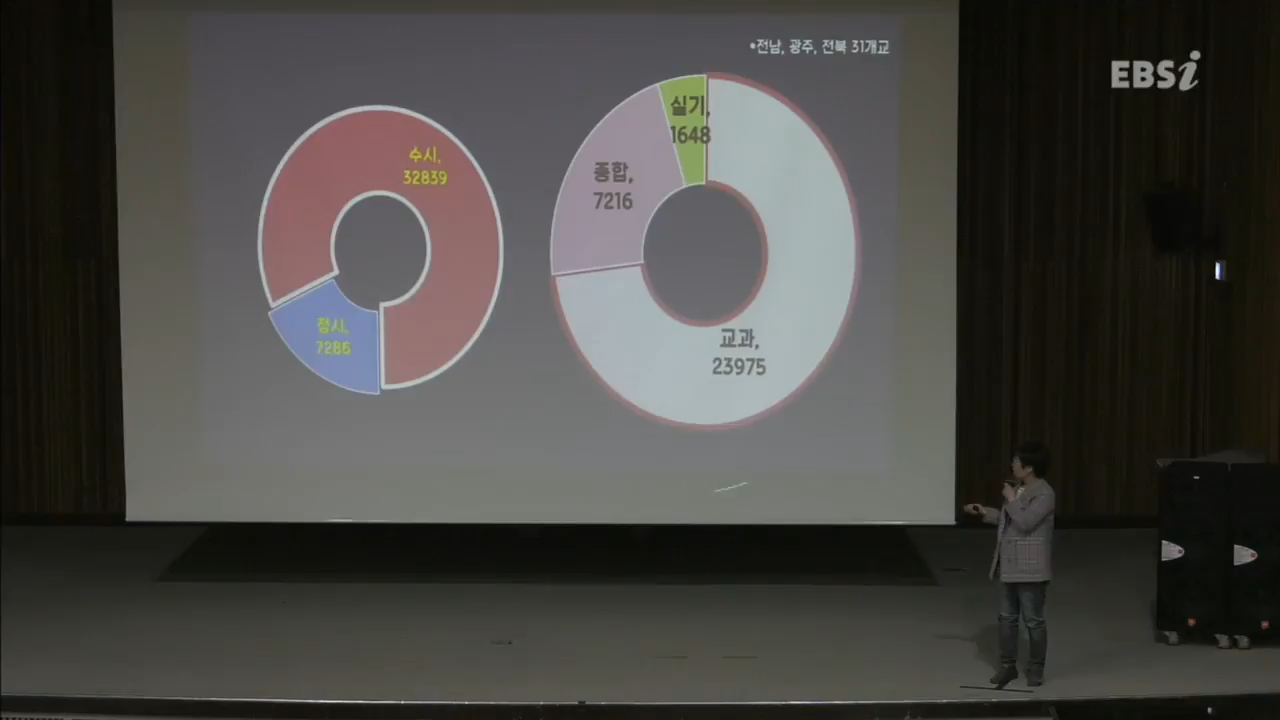 *전남, 광주, 전북 31개교
EBSi
수시,
32839
정시,
7286
실기,
1648
종합,
7216
교과,
23975